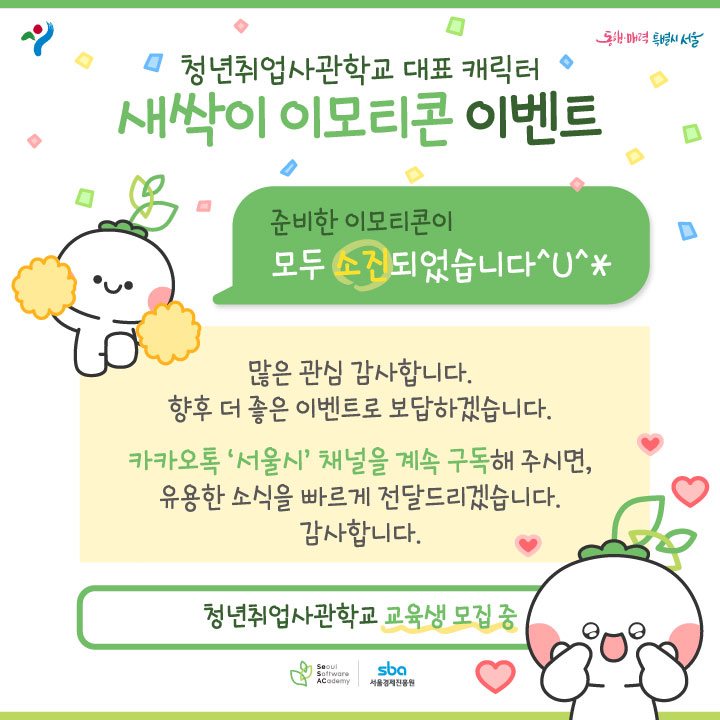 동행·매력 특별시 서울
청년취업사관학교 대표 캐릭터
새싹이 이모티콘 이벤트
준비한 이모티콘이
모두 소진되었습니다^U^*
많은 관심 감사합니다.
향후 더 좋은 이벤트로 보답하겠습니다.
카카오톡 ‘서울시’ 채널을 계속 구독해 주시면,
유용한 소식을 빠르게 전달드리겠습니다.
감사합니다.
청년취업사관학교 교육생 모집 중
Seoul
Software
ACademy
sba
서울경제진흥원